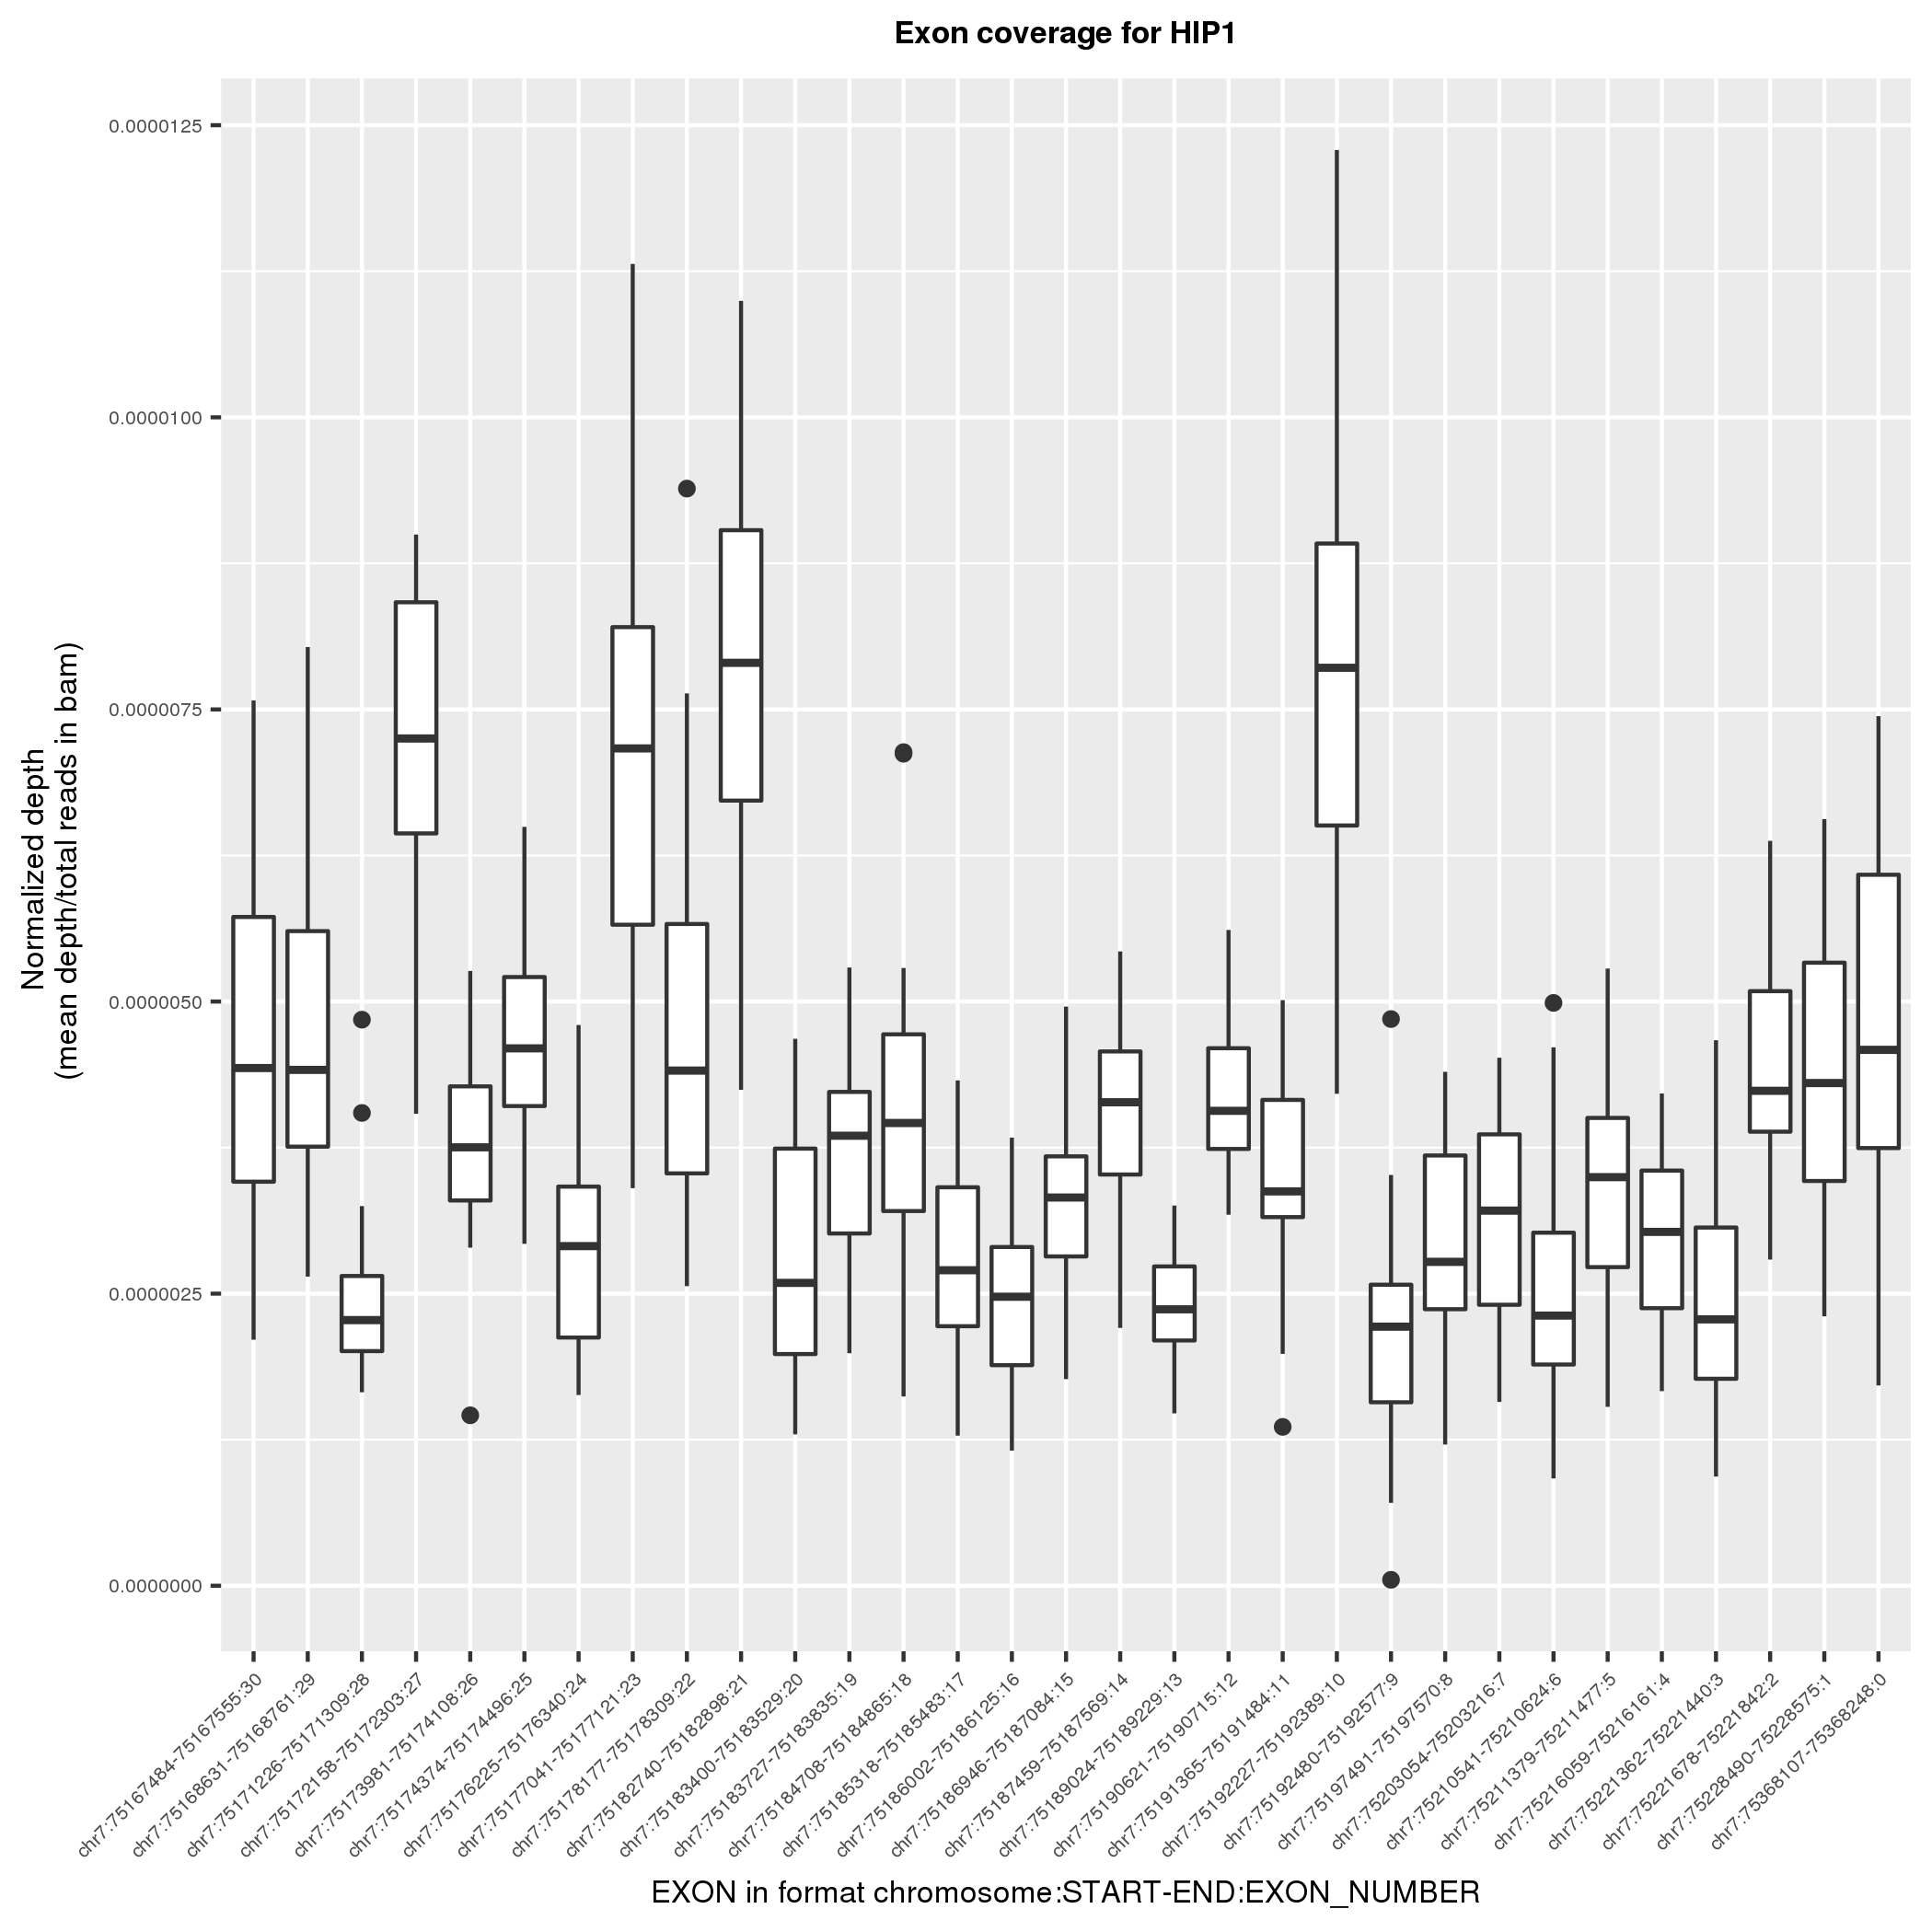 Exon coverage for HIP1
0.0000125
0.0000100
0.0000075
0.0000050
0.0000025
0.0000000
Normalized depth
(mean depth/total reads in bam)
chr7:75167484-75167555:30
chr7:75168631-75168761:29
chr7:75171226-75171309:28
chr7:75172158-75172303:27
chr7:75173981-75174108:26
chr7:75174374-75174496:25
chr7:75176225-75176340:24
chr7:75177041-75177121:23
chr7:75178177-75178309:22
chr7:75182740-75182898:21
chr7:75183400-75183529:20
chr7:75183727-75183835:19
chr7:75184708-75184865:18
chr7:75185318-75185483:17
chr7:75186002-75186125:16
chr7:75186946-75187084:15
chr7:75187459-75187569:14
chr7:75189024-75189229:13
chr7:75190621-75190715:12
chr7:75191365-75191484:11
chr7:75192227-75192389:10
chr7:75192480-75192577:9
chr7:75197491-75197570:8
chr7:75203054-75203216:7
chr7:75210541-75210624:6
chr7:75211379-75211477:5
chr7:75216059-75216161:4
chr7:75221362-75221440:3
chr7:75221678-75221842:2
chr7:75228490-75228575:1
chr7:75368107-75368248:0
EXON in format chromosome:START-END:EXON_NUMBER